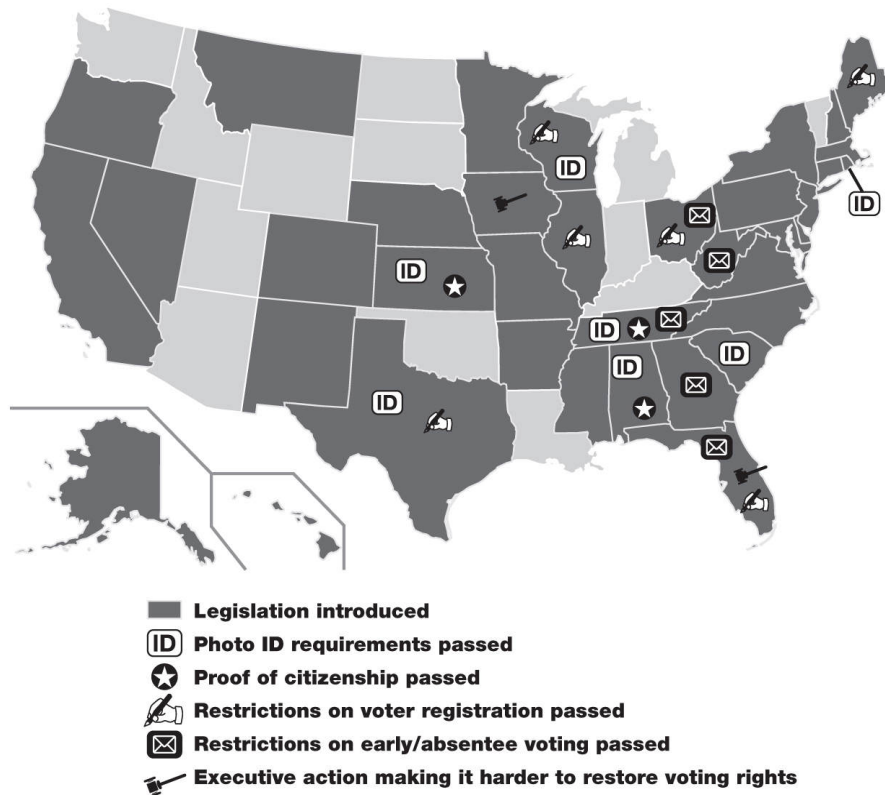 ID
ID
ID
ID
ID
ID
ID
Legislation introduced
ID Photo ID requirements passed
Proof of citizenship passed
Restrictions on voter registration passed
Restrictions on early/absentee voting passed
Executive action making it harder to restore voting rights